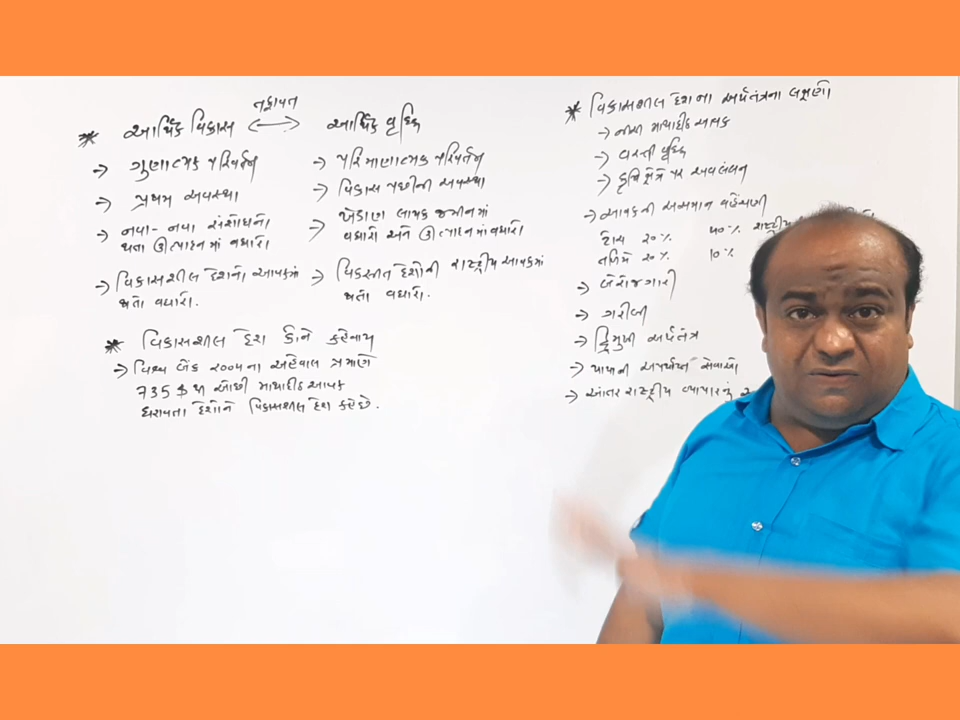 તફાવત
* આર્થિક વિકાસ ↔ આર્થિક વૃદ્ધિ
→ ગુણાત્મક પરિવર્તન
→ પ્રથમ અવસ્થા
→ નવા-નવા સંશોધનો
થતા ઉત્પાદનમાં વધારો.
→ વિકાસશીલ દેશોની આવકમાં
થતો વધારો.
→ પરિમાણાત્મક પરિવર્તન
→ વિકાસ પછીની અવસ્થા
→ ખેડાણ લાયક જમીનમાં
વધારો અને ઉત્પાદનમાં વધારો.
→ વિકસીત દેશોની રાષ્ટ્રીય આવકમાં
થતો વધારો.
* વિકાસશીલ દેશ કોને કહેવાય
→ વિશ્વ બેંક ૨૦૦૫ના અહેવાલ પ્રમાણે
735 $ થી ઓછી માથાદીઠ આવક
ધરાવતા દેશોને વિકાસશીલ દેશ કહે છે.
* વિકાસશીલ દેશના અર્થતંત્રના લક્ષણો
→ નીચી માથાદીઠ આવક
→ વસ્તી વૃદ્ધિ
→ કૃષિ ક્ષેત્ર પર અવલંબન
→ આવકની અસમાન વહેંચણી
ટોચ ૨૦% ૫૦% રાષ્ટ્રીય
તળિયે ૨૦% ૧૦%
→ બેરોજગારી
→ ગરીબી
→ દ્વિમુખી અર્થતંત્ર
→ પાયાની અપર્યાપ્ત સેવાઓ
→ આંતરરાષ્ટ્રીય વ્યાપારનું